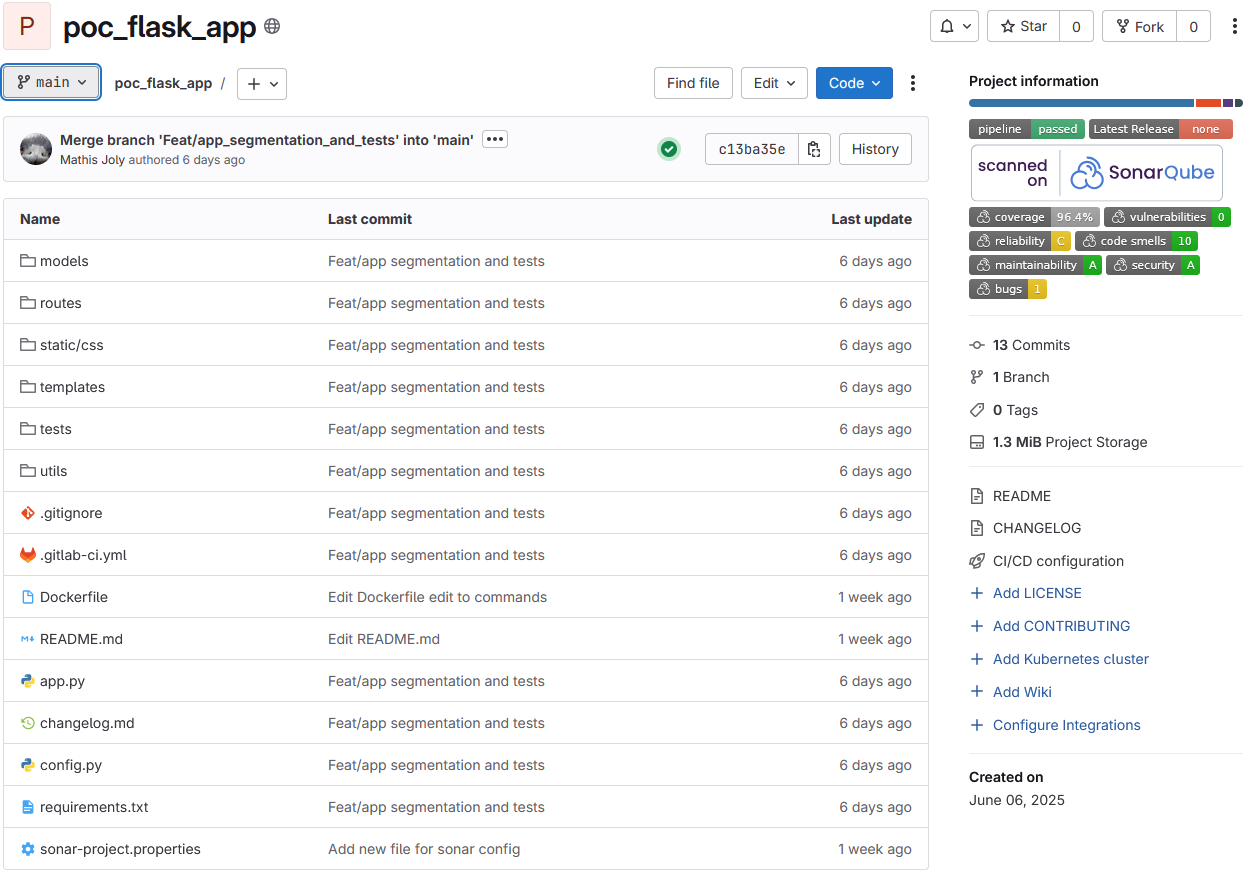 P poc_flask_app Star 0 Fork 0
main poc_flask_app / + Find file Edit Code
Merge branch 'Feat/app_segmentation_and_tests' into 'main' •••
Mathis Joly authored 6 days ago
c13ba35e History
Name Last commit Last update
models Feat/app segmentation and tests 6 days ago
routes Feat/app segmentation and tests 6 days ago
static/css Feat/app segmentation and tests 6 days ago
templates Feat/app segmentation and tests 6 days ago
tests Feat/app segmentation and tests 6 days ago
utils Feat/app segmentation and tests 6 days ago
.gitignore Feat/app segmentation and tests 6 days ago
.gitlab-ci.yml Feat/app segmentation and tests 6 days ago
Dockerfile Edit Dockerfile edit to commands 1 week ago
README.md Edit README.md 1 week ago
app.py Feat/app segmentation and tests 6 days ago
changelog.md Feat/app segmentation and tests 6 days ago
config.py Feat/app segmentation and tests 6 days ago
requirements.txt Feat/app segmentation and tests 6 days ago
sonar-project.properties Add new file for sonar config 1 week ago
Project information
pipeline passed Latest Release none
scanned
on
SonarQube
coverage 96.4% vulnerabilities 0
reliability C code smells 10
maintainability A security A
bugs 1
13 Commits
1 Branch
0 Tags
1.3 MiB Project Storage
README
CHANGELOG
CI/CD configuration
+ Add LICENSE
+ Add CONTRIBUTING
+ Add Kubernetes cluster
+ Add Wiki
+ Configure Integrations
Created on
June 06, 2025